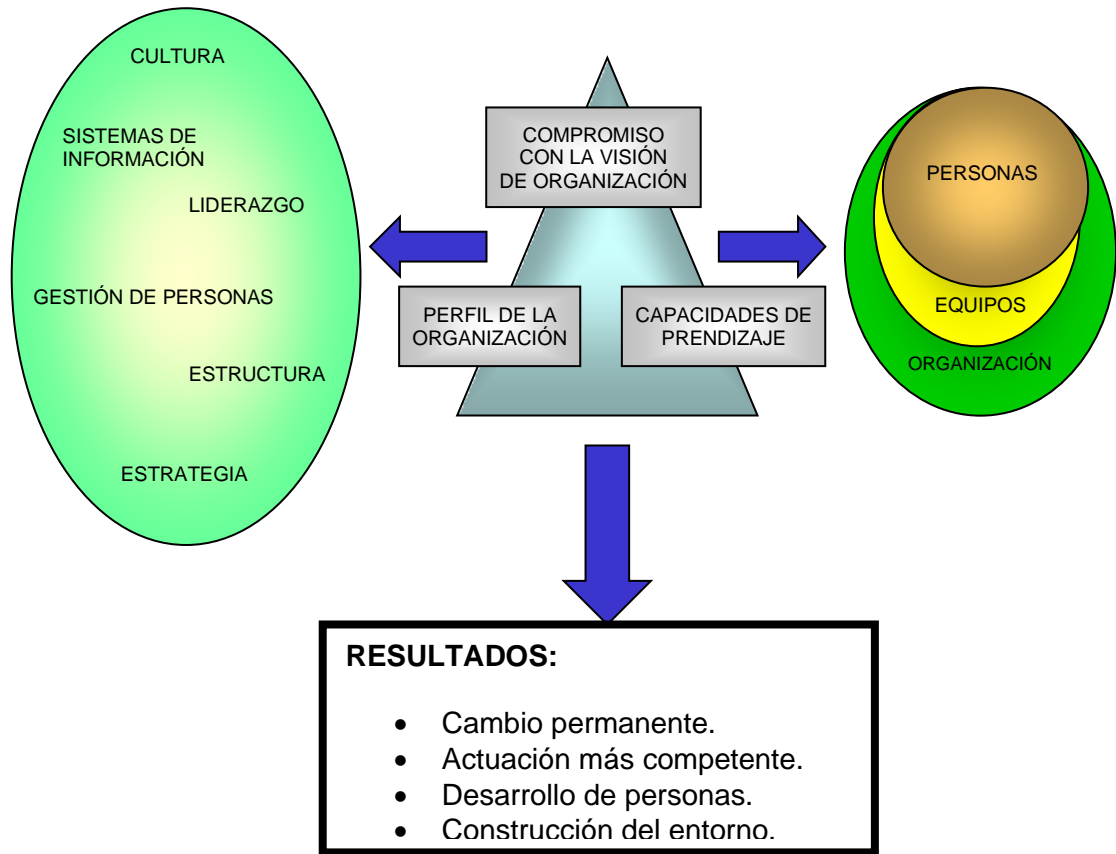 CULTURA
SISTEMAS DE
INFORMACIÓN
LIDERAZGO
GESTIÓN DE PERSONAS
ESTRUCTURA
ESTRATEGIA
COMPROMISO
CON LA VISIÓN
DE ORGANIZACIÓN
PERFIL DE LA
ORGANIZACIÓN
CAPACIDADES DE
PRENDIZAJE
PERSONAS
EQUIPOS
ORGANIZACIÓN
RESULTADOS:
• Cambio permanente.
• Actuación más competente.
• Desarrollo de personas.
• Construcción del entorno.